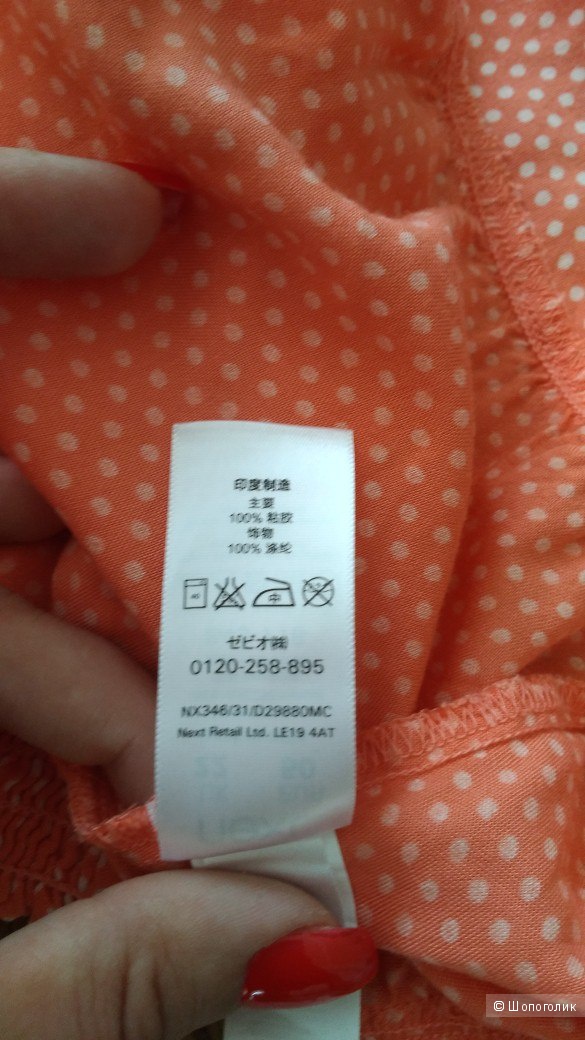 印度制造
主要
100% 粘胶
饰物
100% 涤纶
中
ゼビオ㈱
0120-258-895
NX346/31/D29880MC
Next Retail Ltd. LE19 4AT
© Шопоголик